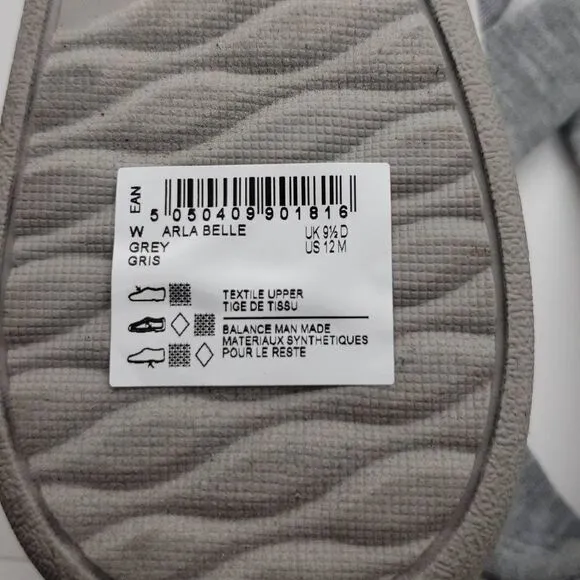 EAN
5 050409 901816
W ARLA BELLE UK 9½ D
GREY US 12 M
GRIS
TEXTILE UPPER
TIGE DE TISSU
BALANCE MAN MADE
MATERIAUX SYNTHETIQUES
POUR LE RESTE